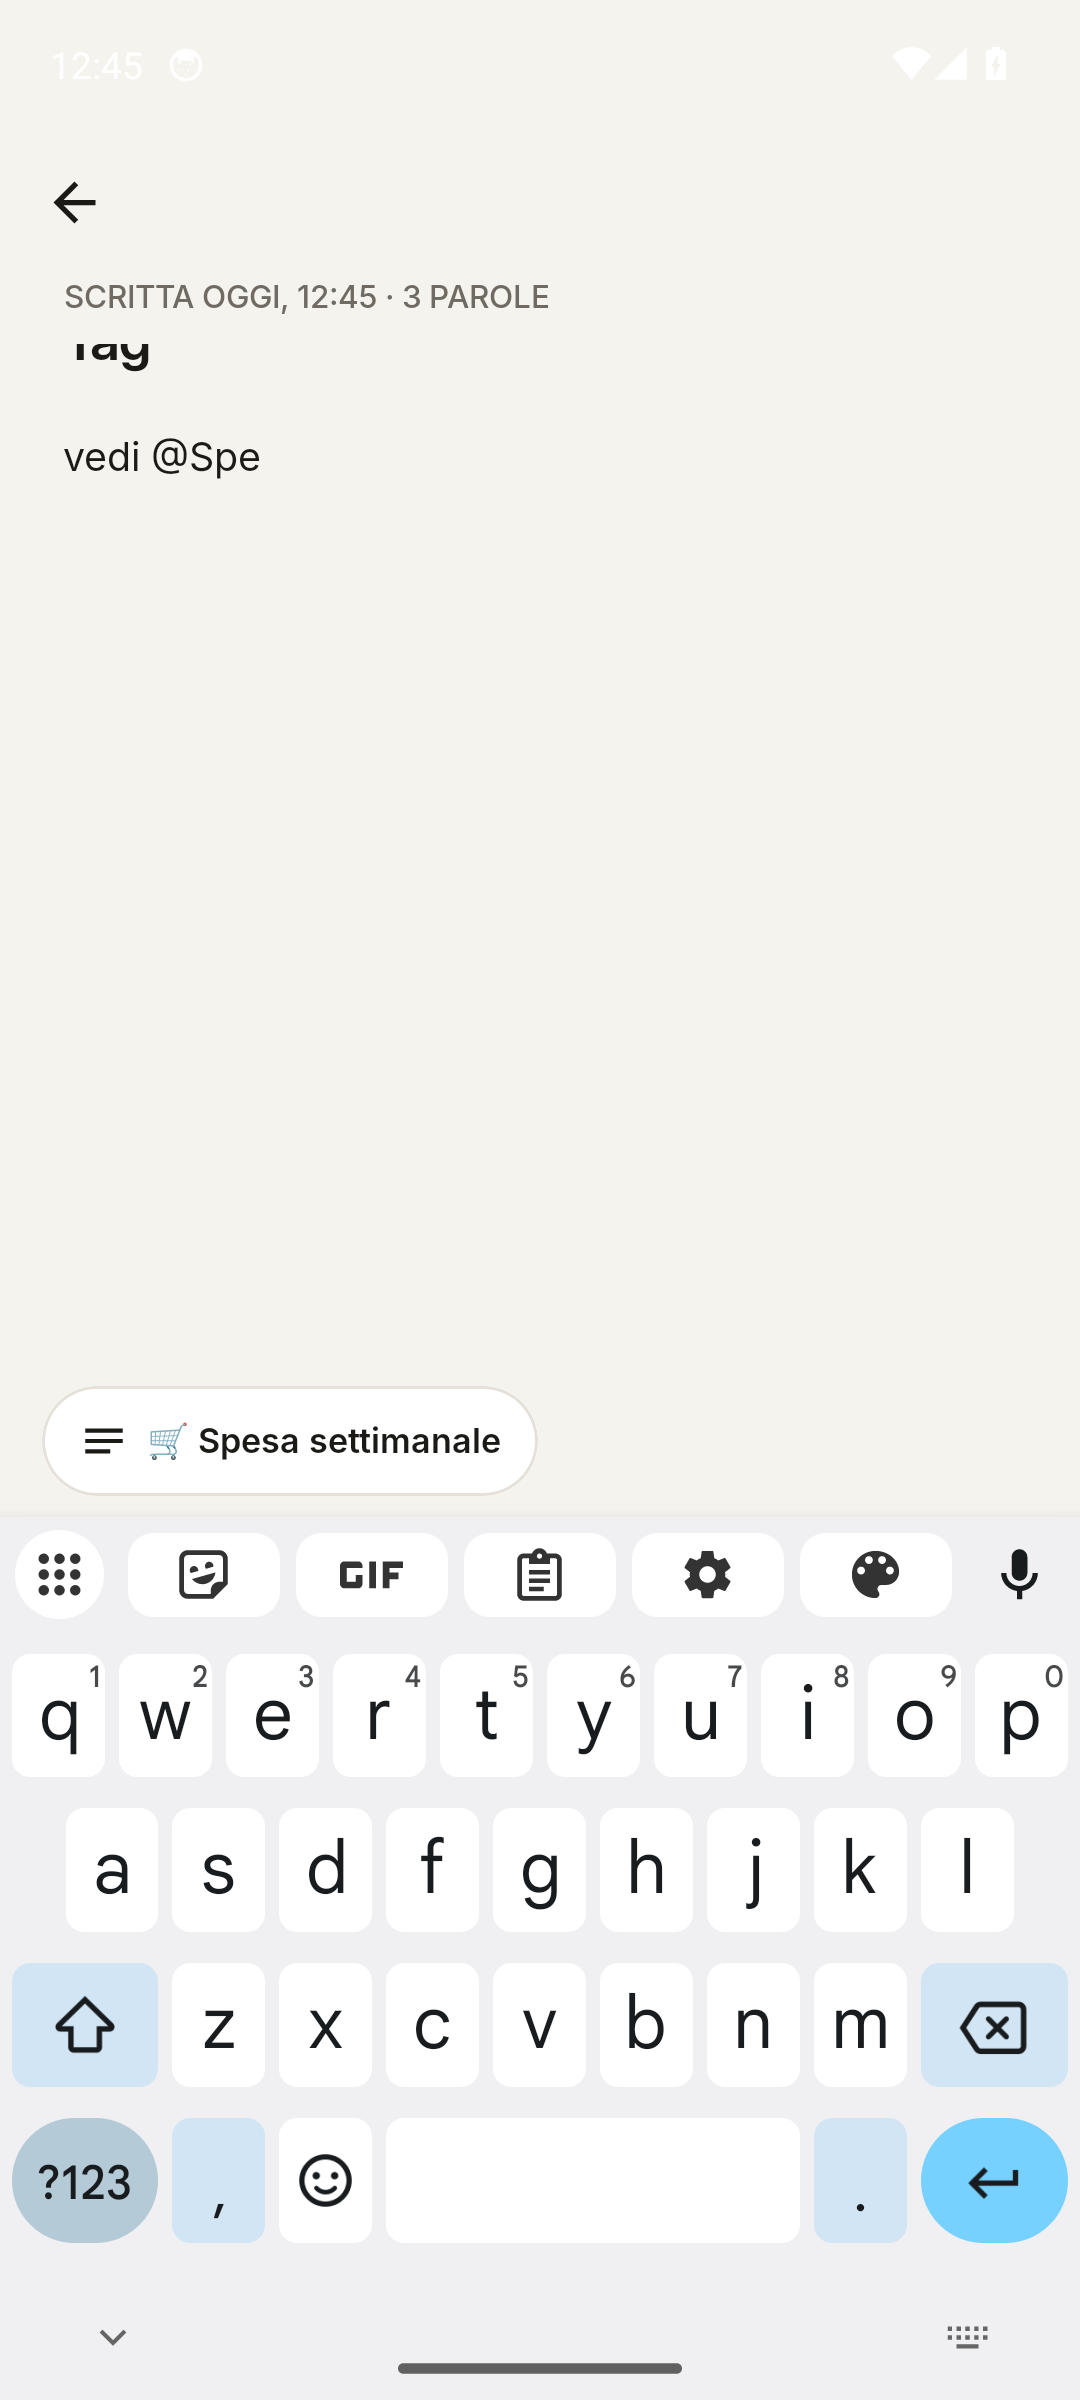 12:45
SCRITTA OGGI, 12:45 · 3 PAROLE
Tag
vedi @Spe
🛒 Spesa settimanale
GIF
q 1 w 2 e 3 r 4 t 5 y 6 u 7 i 8 o 9 p 0
a s d f g h j k l
z x c v b n m
?123 , .